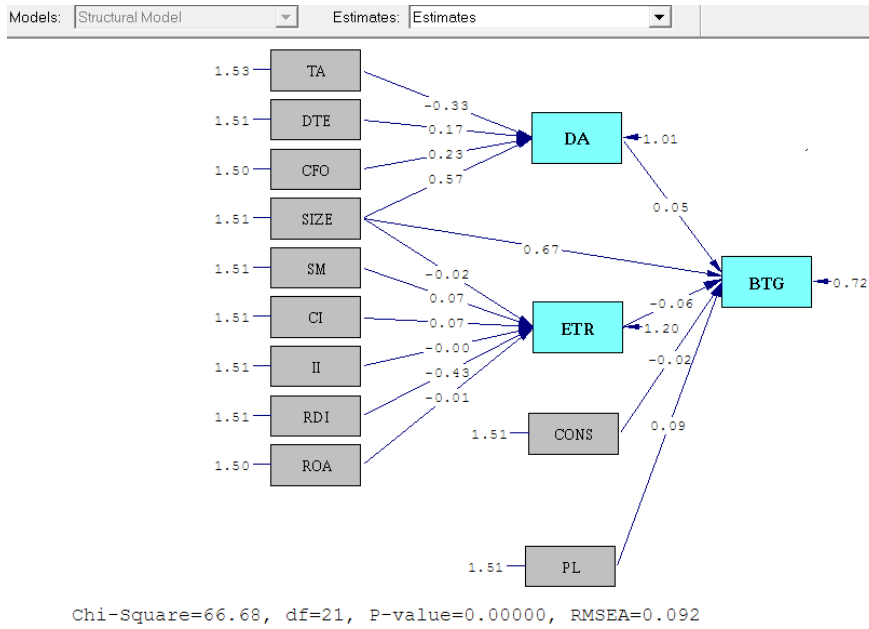 Models: Structural Model Estimates: Estimates
1.53 TA
-0.33
1.51 DTE
0.17
DA
1.01
1.50 CFO
0.23
0.57
1.51 SIZE
0.05
0.67
1.51 SM
-0.02
BTG
0.72
0.07
1.51 CI
0.07
ETR
-0.06
1.20
1.51 II
-0.00
-0.02
-0.43
-0.01
1.51 RDI
1.51 CONS
0.09
1.50 ROA
1.51 PL
Chi-Square=66.68, df=21, P-value=0.00000, RMSEA=0.092